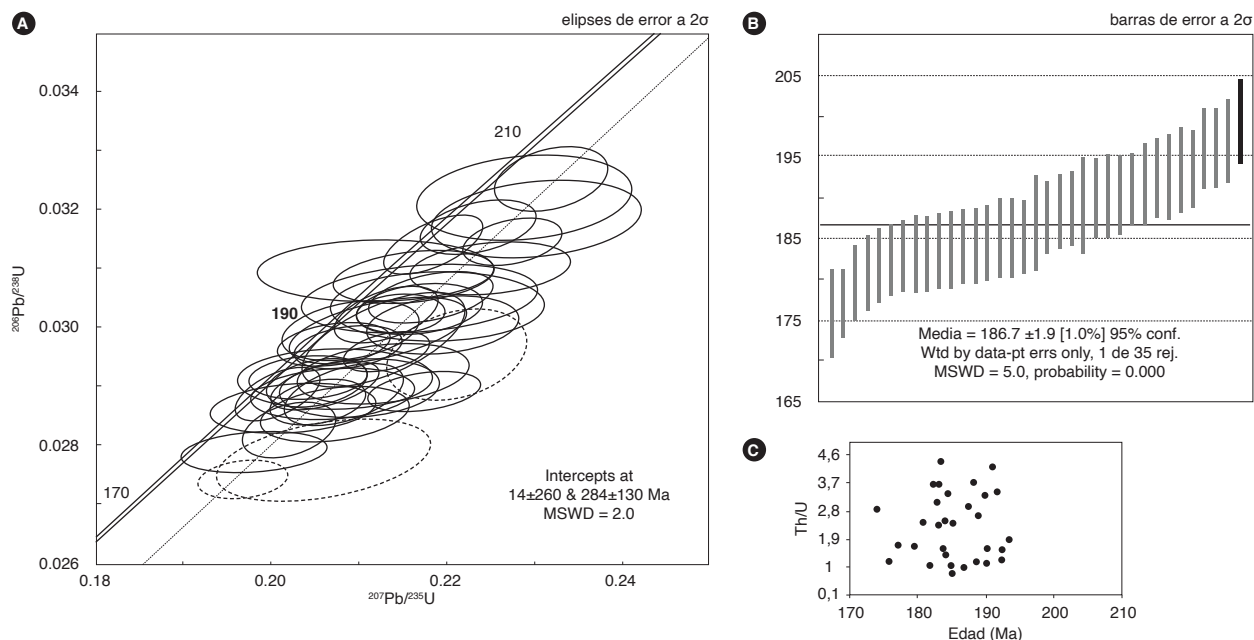 A
elipses de error a 2σ
0.034
0.032
0.030
0.028
0.026
206Pb/238U
210
190
170
Intercepts at
14±260 & 284±130 Ma
MSWD = 2.0
0.18
0.20
0.22
0.24
207Pb/235U
B
barras de error a 2σ
205
195
185
175
165
Media = 186.7 ±1.9 [1.0%] 95% conf.
Wtd by data-pt errs only, 1 de 35 rej.
MSWD = 5.0, probability = 0.000
C
4,6
3,7
2,8
1,9
1
0,1
Th/U
170
180
190
200
210
Edad (Ma)